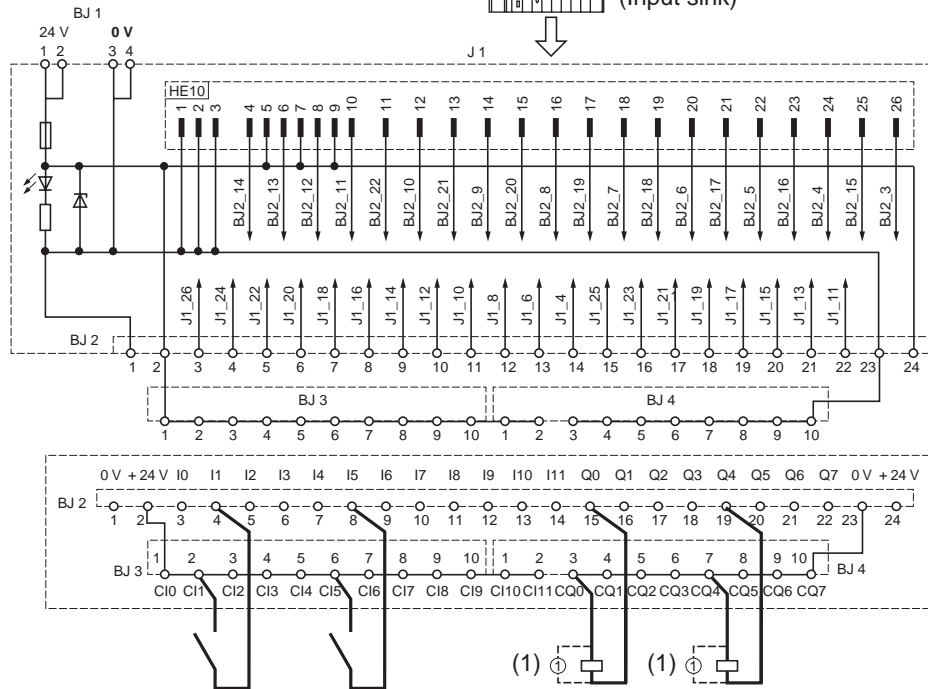 (Input sink)
BJ 1
24 V 0 V
1 2 3 4
J 1
HE10
1 2 3 4 5 6 7 8 9 10 11 12 13 14 15 16 17 18 19 20 21 22 23 24 25 26
BJ2_14 BJ2_13 BJ2_12 BJ2_11 BJ2_22 BJ2_10 BJ2_21 BJ2_9 BJ2_20 BJ2_8 BJ2_19 BJ2_7 BJ2_18 BJ2_6 BJ2_17 BJ2_5 BJ2_16 BJ2_4 BJ2_15 BJ2_3
J1_26 J1_24 J1_22 J1_20 J1_18 J1_16 J1_14 J1_12 J1_10 J1_8 J1_6 J1_4 J1_25 J1_23 J1_21 J1_19 J1_17 J1_15 J1_13 J1_11
BJ 2
1 2 3 4 5 6 7 8 9 10 11 12 13 14 15 16 17 18 19 20 21 22 23 24
BJ 3 BJ 4
1 2 3 4 5 6 7 8 9 10 1 2 3 4 5 6 7 8 9 10
0 V + 24 V I0 I1 I2 I3 I4 I5 I6 I7 I8 I9 I10 I11 Q0 Q1 Q2 Q3 Q4 Q5 Q6 Q7 0 V + 24 V
BJ 2
1 2 3 4 5 6 7 8 9 10 11 12 13 14 15 16 17 18 19 20 21 22 23 24
1 2 3 4 5 6 7 8 9 10 1 2 3 4 5 6 7 8 9 10
BJ 3 BJ 4
CI0 CI1 CI2 CI3 CI4 CI5 CI6 CI7 CI8 CI9 CI10 CI11 CQ0 CQ1 CQ2 CQ3 CQ4 CQ5 CQ6 CQ7
(1) 1 (1) 1